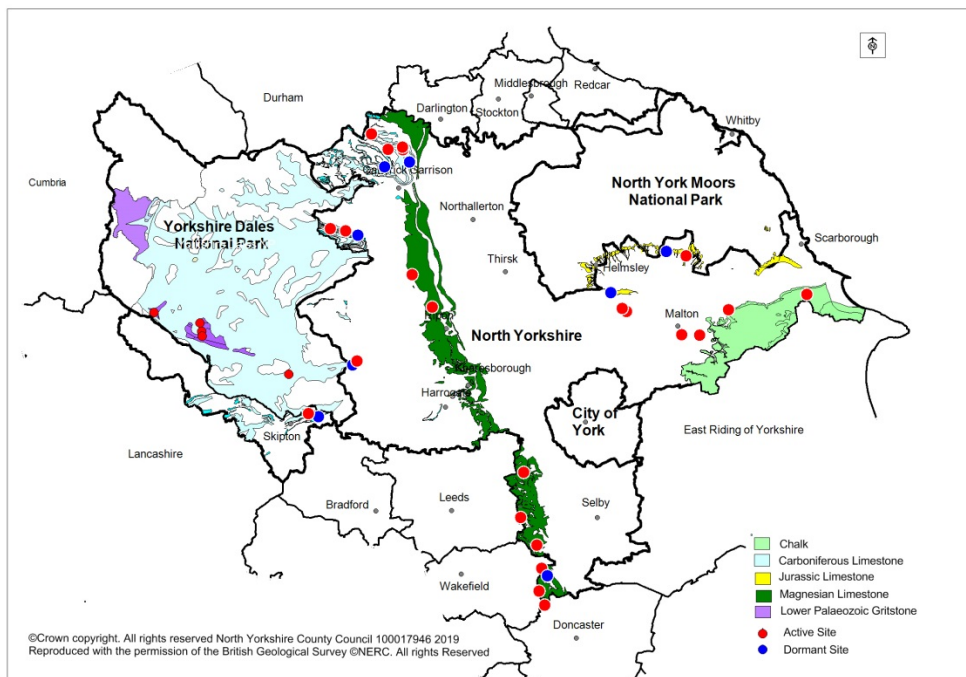 N
Middlesbrough
Redcar
Durham
Darlington
Stockton
Whitby
Cumbria
Catterick Garrison
North York Moors
National Park
Yorkshire Dales
National Park
Northallerton
Scarborough
Thirsk
Helmsley
Malton
Ripon
North Yorkshire
Knaresborough
Harrogate
City of
York
Skipton
East Riding of Yorkshire
Lancashire
Bradford
Leeds
Selby
Wakefield
Doncaster
Chalk
Carboniferous Limestone
Jurassic Limestone
Magnesian Limestone
Lower Palaeozoic Gritstone
Active Site
Dormant Site
©Crown copyright. All rights reserved North Yorkshire County Council 100017946 2019
Reproduced with the permission of the British Geological Survey ©NERC. All rights Reserved